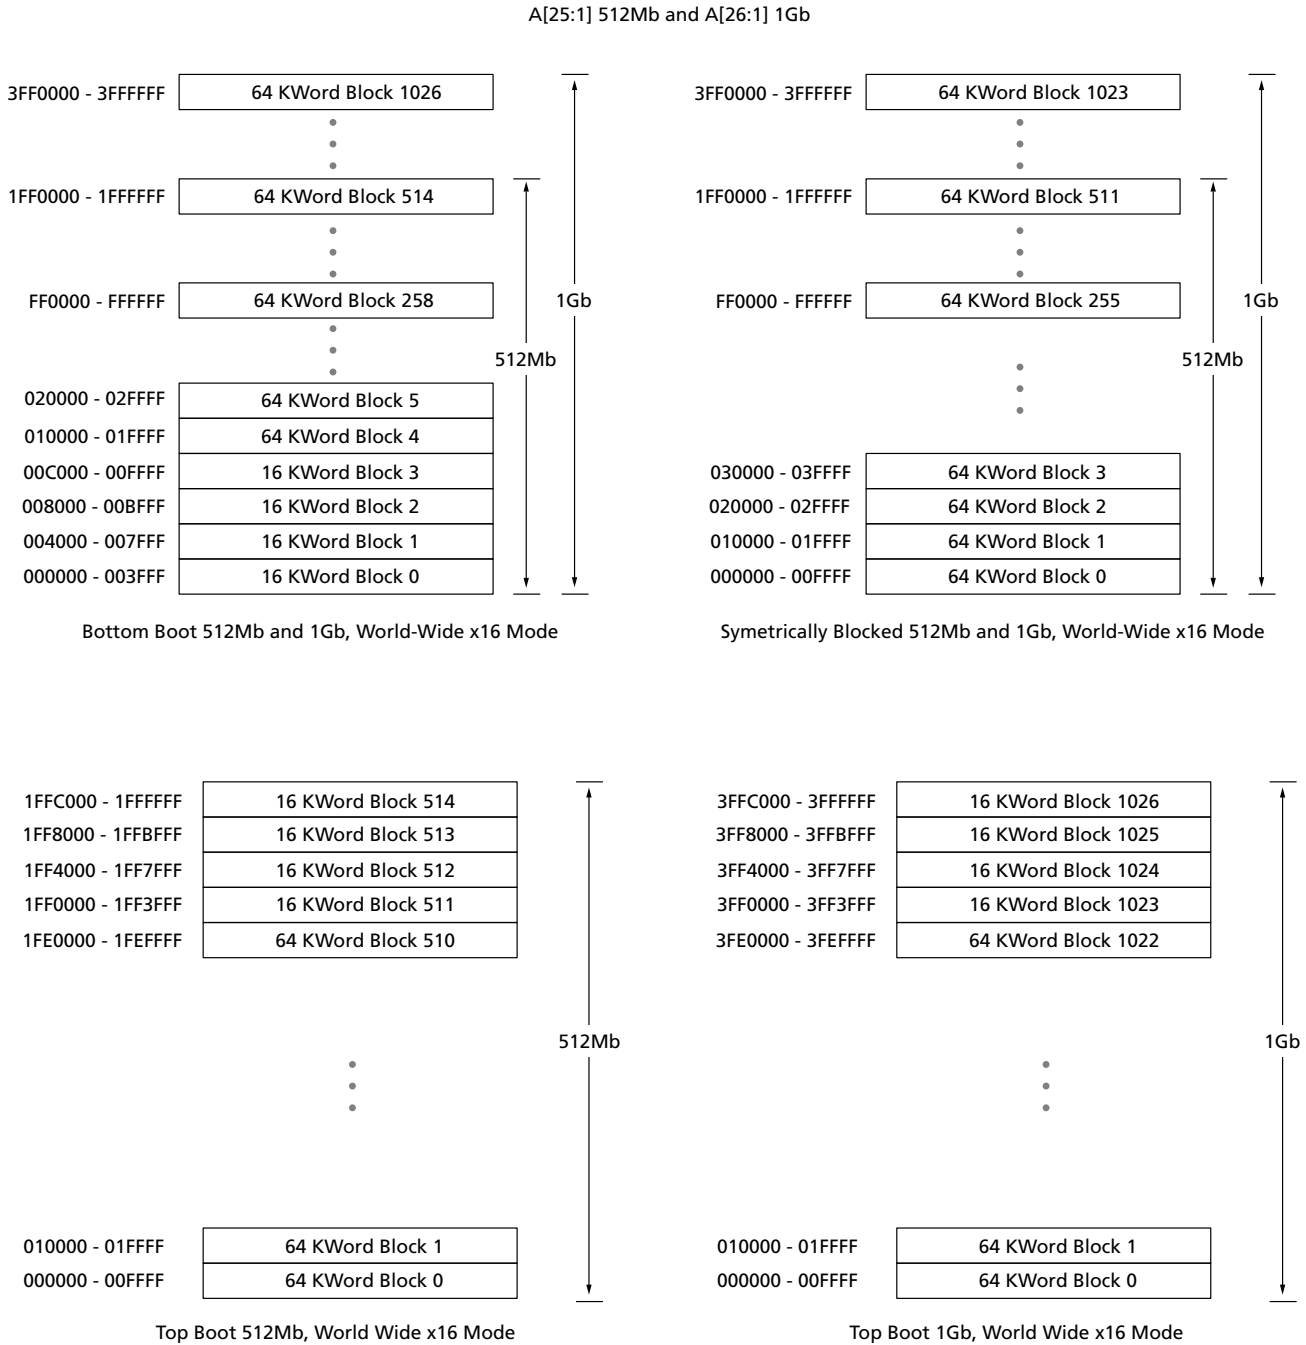 A[25:1] 512Mb and A[26:1] 1Gb
3FF0000 - 3FFFFFF 64 KWord Block 1026
1FF0000 - 1FFFFFF 64 KWord Block 514
FF0000 - FFFFFF 64 KWord Block 258
1Gb
512Mb
020000 - 02FFFF 64 KWord Block 5
010000 - 01FFFF 64 KWord Block 4
00C000 - 00FFFF 16 KWord Block 3
008000 - 00BFFF 16 KWord Block 2
004000 - 007FFF 16 KWord Block 1
000000 - 003FFF 16 KWord Block 0
Bottom Boot 512Mb and 1Gb, World-Wide x16 Mode
3FF0000 - 3FFFFFF 64 KWord Block 1023
1FF0000 - 1FFFFFF 64 KWord Block 511
FF0000 - FFFFFF 64 KWord Block 255
1Gb
512Mb
030000 - 03FFFF 64 KWord Block 3
020000 - 02FFFF 64 KWord Block 2
010000 - 01FFFF 64 KWord Block 1
000000 - 00FFFF 64 KWord Block 0
Symetrically Blocked 512Mb and 1Gb, World-Wide x16 Mode
1FFC000 - 1FFFFFF 16 KWord Block 514
1FF8000 - 1FFBFFF 16 KWord Block 513
1FF4000 - 1FF7FFF 16 KWord Block 512
1FF0000 - 1FF3FFF 16 KWord Block 511
1FE0000 - 1FEFFFF 64 KWord Block 510
512Mb
010000 - 01FFFF 64 KWord Block 1
000000 - 00FFFF 64 KWord Block 0
Top Boot 512Mb, World Wide x16 Mode
3FFC000 - 3FFFFFF 16 KWord Block 1026
3FF8000 - 3FFBFFF 16 KWord Block 1025
3FF4000 - 3FF7FFF 16 KWord Block 1024
3FF0000 - 3FF3FFF 16 KWord Block 1023
3FE0000 - 3FEFFFF 64 KWord Block 1022
1Gb
010000 - 01FFFF 64 KWord Block 1
000000 - 00FFFF 64 KWord Block 0
Top Boot 1Gb, World Wide x16 Mode